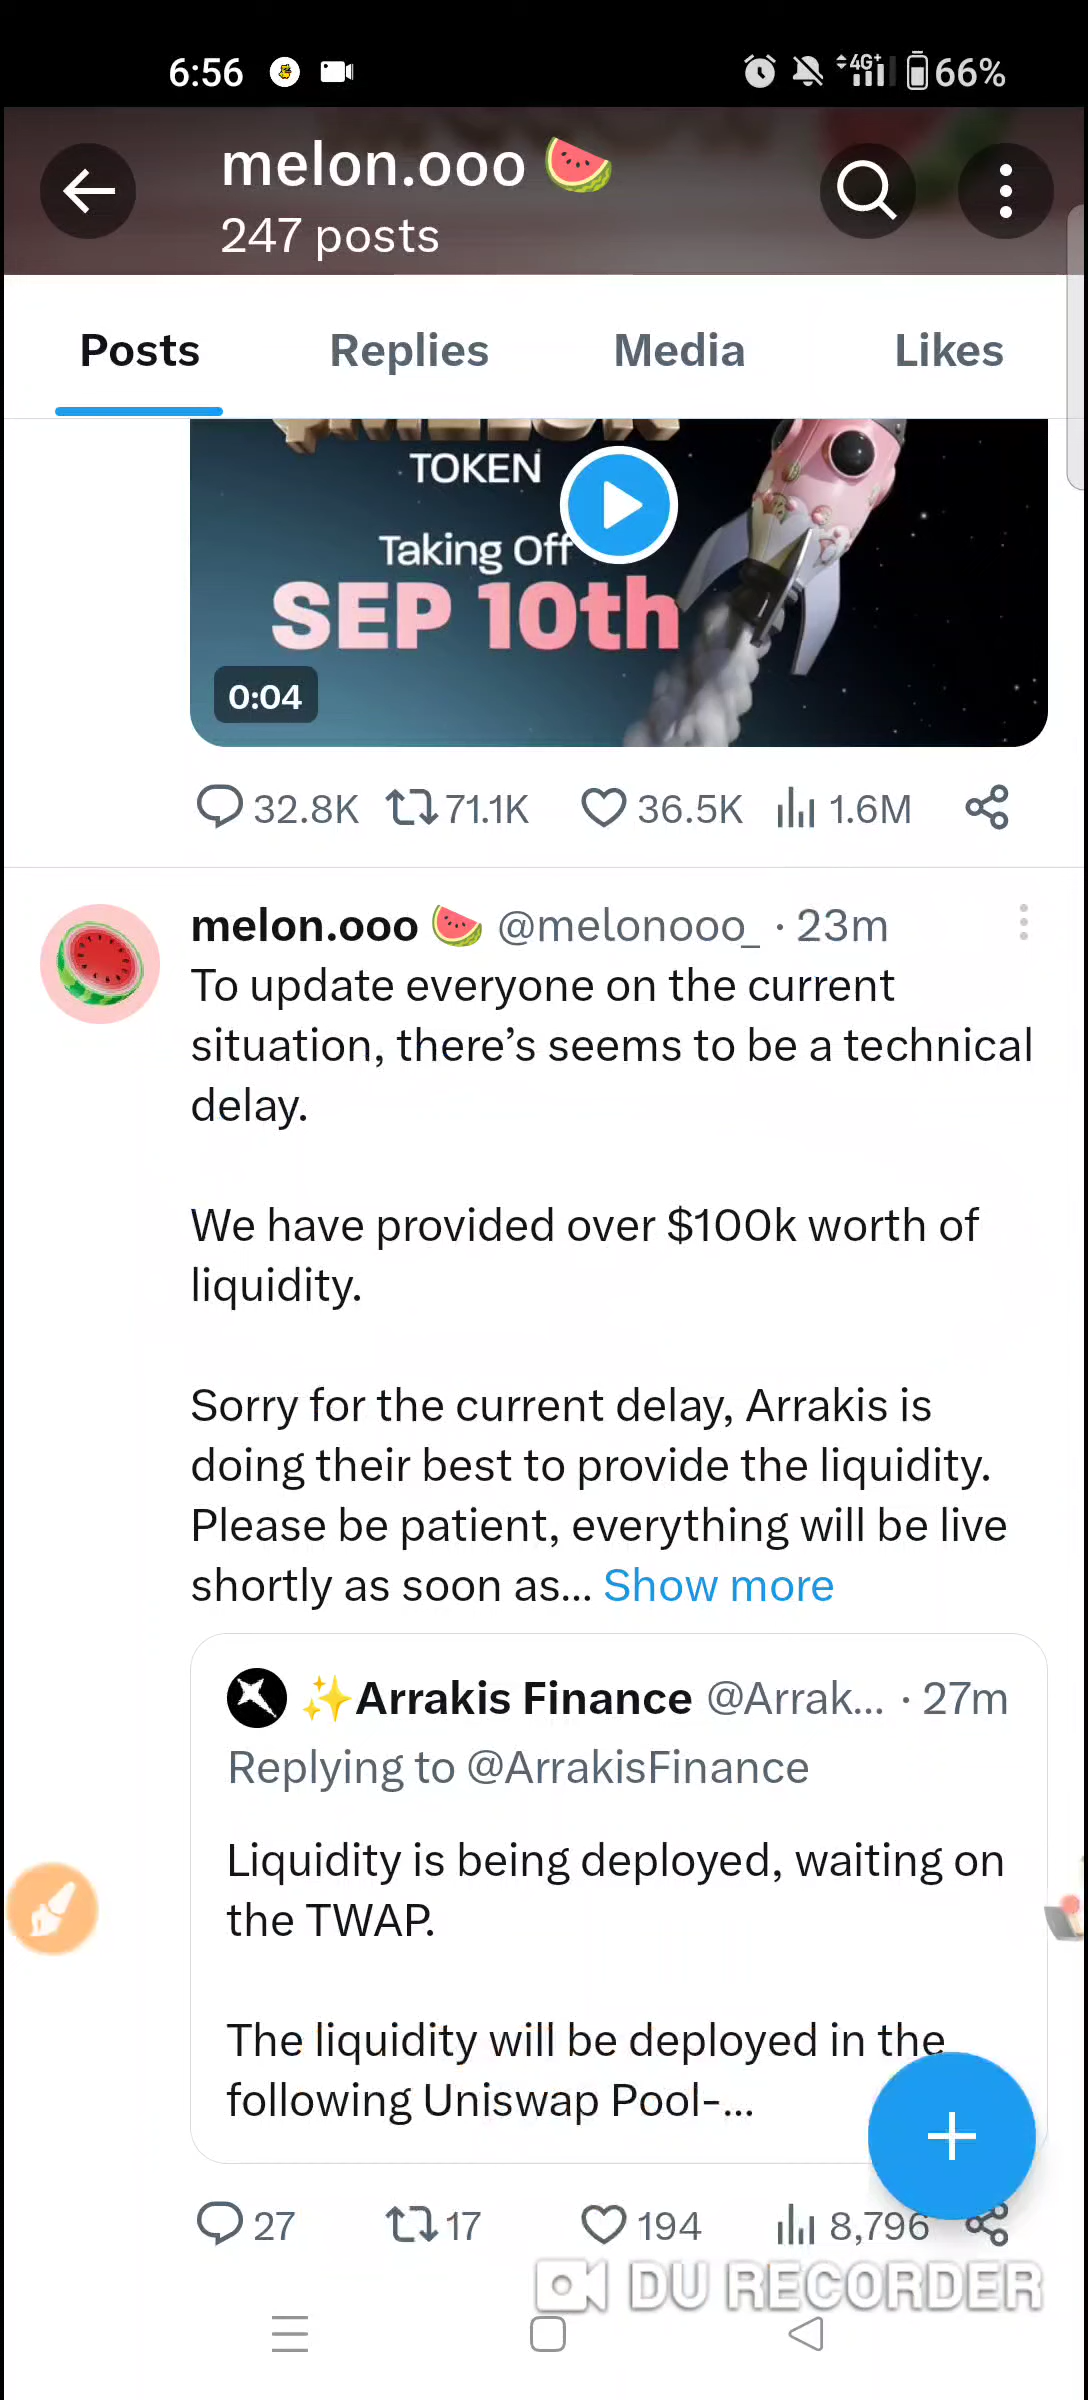 6:56 4G+ 66%
melon.ooo 🍉
247 posts
Posts Replies Media Likes
TOKEN
Taking Off
SEP 10th
0:04
32.8K 71.1K 36.5K 1.6M
melon.ooo 🍉 @melonooo_ · 23m
To update everyone on the current
situation, there’s seems to be a technical
delay.
We have provided over $100k worth of
liquidity.
Sorry for the current delay, Arrakis is
doing their best to provide the liquidity.
Please be patient, everything will be live
shortly as soon as... Show more
✨Arrakis Finance @Arrak... · 27m
Replying to @ArrakisFinance
Liquidity is being deployed, waiting on
the TWAP.
The liquidity will be deployed in the
following Uniswap Pool-...
27 17 194 8,796
DU RECORDER